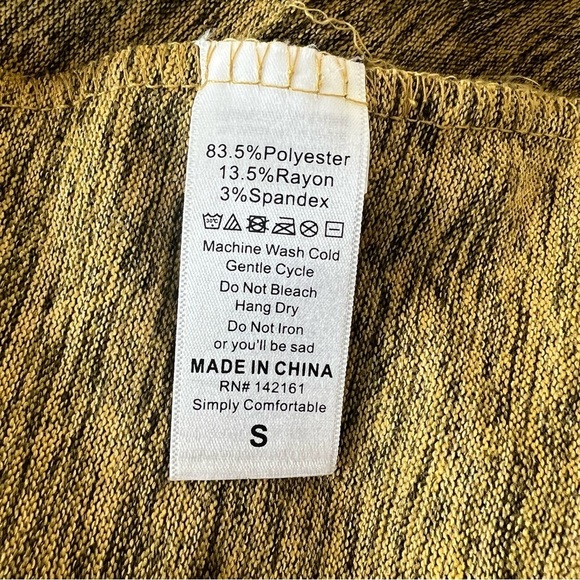 83.5%Polyester
13.5%Rayon
3%Spandex
30°C
Machine Wash Cold
Gentle Cycle
Do Not Bleach
Hang Dry
Do Not Iron
or you'll be sad
MADE IN CHINA
RN# 142161
Simply Comfortable
S